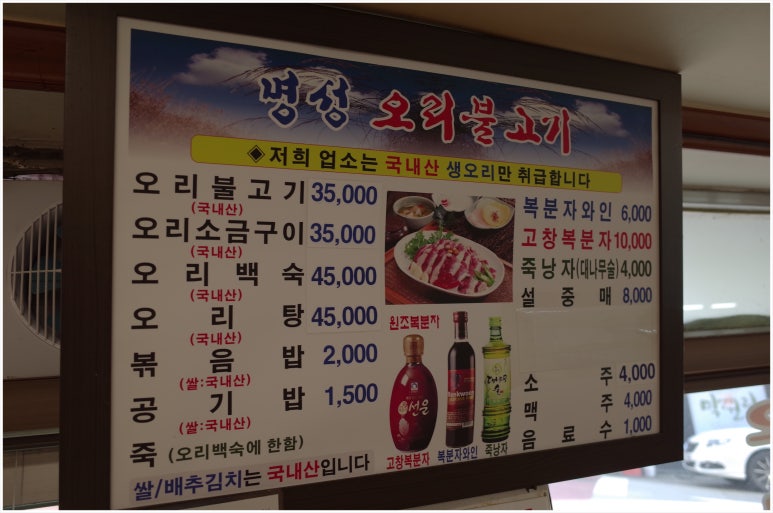 명성 오리불고기
◈저희 업소는 국내산 생오리만 취급합니다
오리불고기 35,000
(국내산)
오리소금구이 35,000
(국내산)
오리백숙 45,000
(국내산)
오리탕 45,000
(국내산)
볶음밥 2,000
(쌀:국내산)
공기밥 1,500
(쌀:국내산)
죽 (오리백숙에 한함)
쌀/배추김치는 국내산입니다
복분자와인 6,000
고창복분자 10,000
죽낭자(대나무술) 4,000
설중매 8,000
소주 4,000
맥주 4,000
음료수 1,000
원조복분자
선운
고창복분자 복분자와인 죽낭자